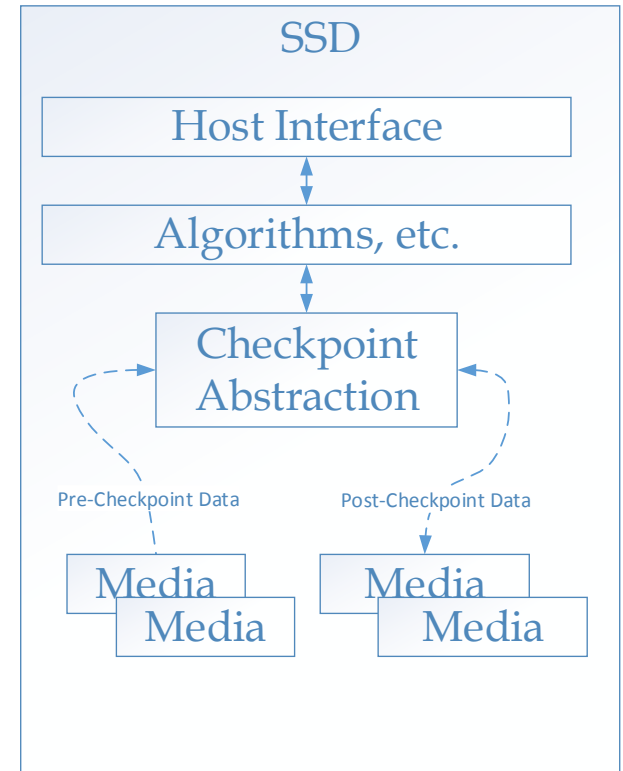 SSD
Host Interface
Algorithms, etc.
Checkpoint
Abstraction
Pre-Checkpoint Data
Post-Checkpoint Data
Media
Media
Media
Media